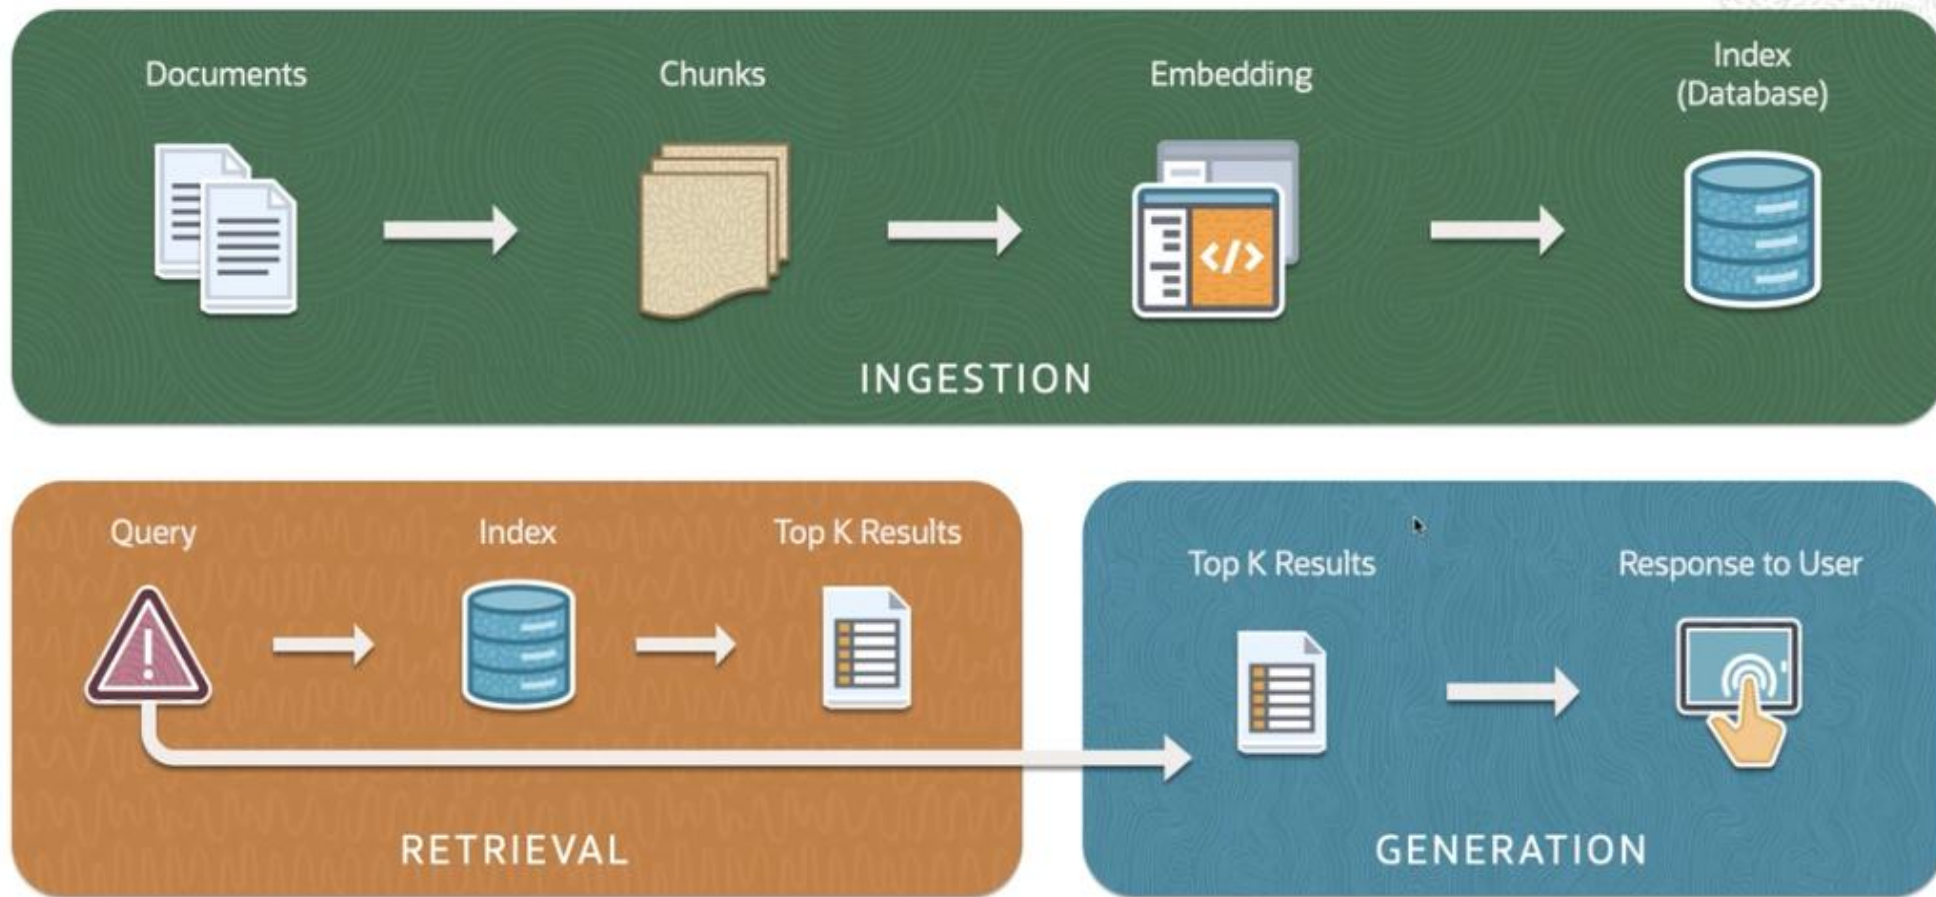 Documents
Chunks
Embedding
Index
(Database)
</>
INGESTION
Query
Index
Top K Results
!
RETRIEVAL
Top K Results
Response to User
GENERATION